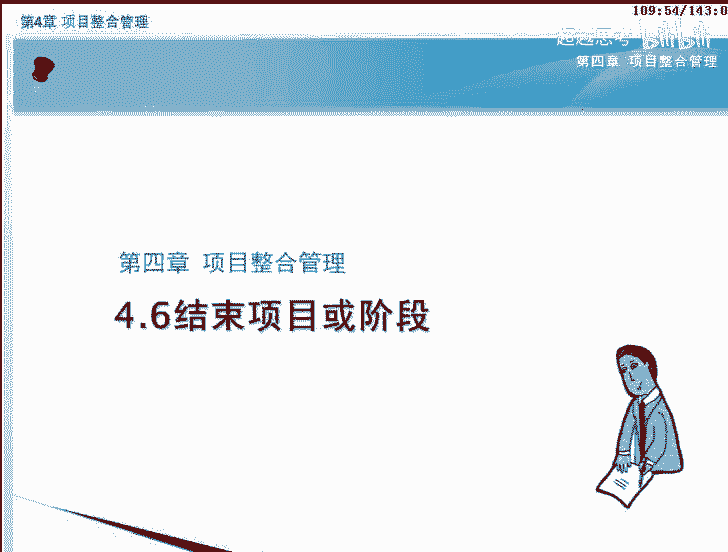 第4章 项目整合管理
109:54/143:0
超越思考 bilibili
第四章 项目整合管理
第四章 项目整合管理
4.6结束项目或阶段